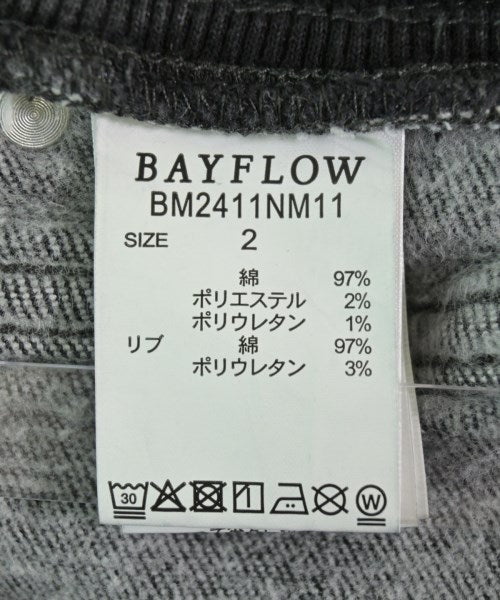 BAYFLOW
BM2411NM11
SIZE 2
綿 97%
ポリエステル 2%
ポリウレタン 1%
リブ 綿 97%
ポリウレタン 3%
30 W